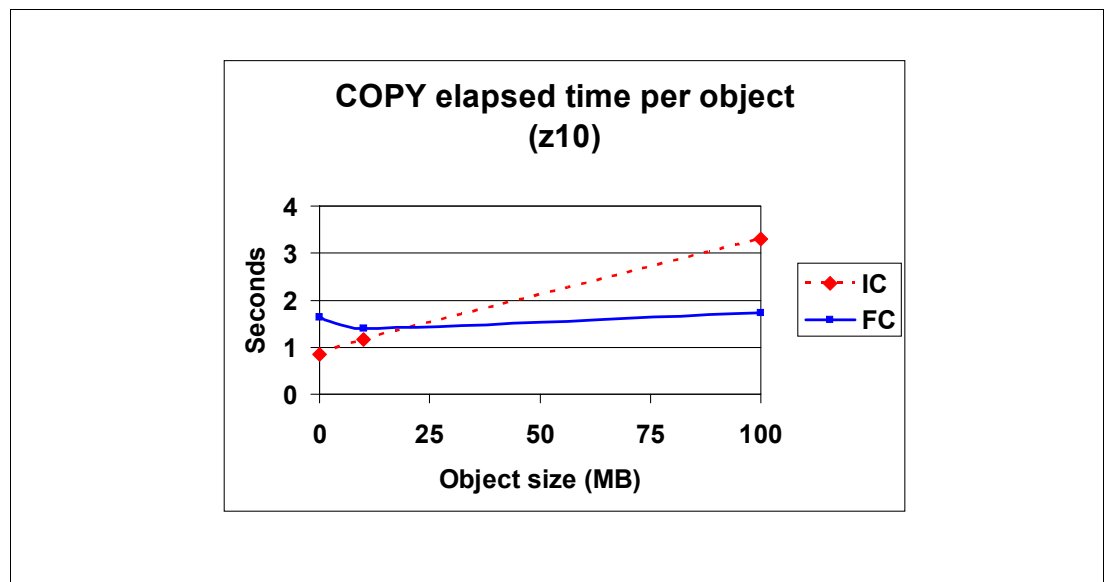 COPY elapsed time per object
(z10)
4
3
2
1
0
Seconds
0 25 50 75 100
Object size (MB)
IC
FC